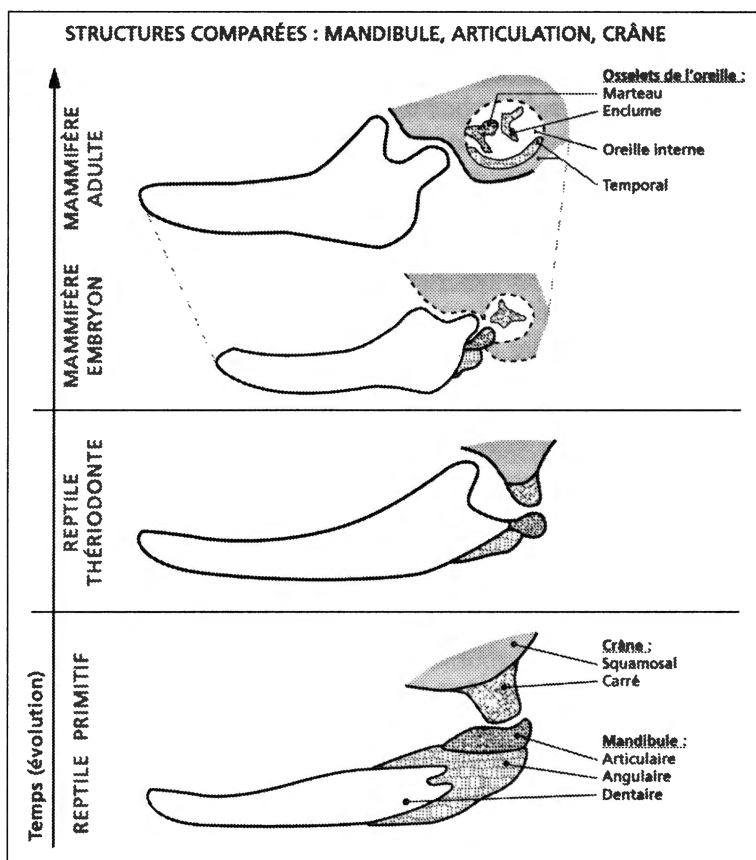 STRUCTURES COMPARÉES : MANDIBULE, ARTICULATION, CRÂNE
Osselets de l'oreille :
Marteau
Enclume
Oreille interne
Temporal
MAMMIFÈRE
ADULTE
MAMMIFÈRE
EMBRYON
REPTILE
THÉRIODONTE
Crâne :
Squamosal
Carré
Mandibule :
Articulaire
Angulaire
Dentaire
REPTILE PRIMITIF
Temps (évolution)